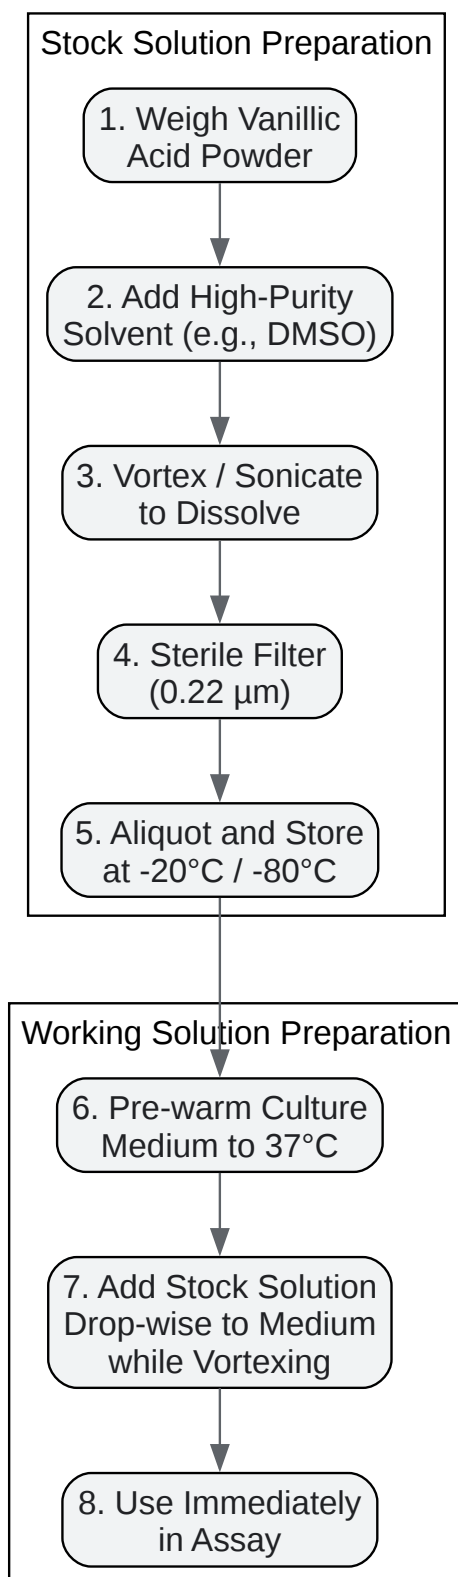 Stock Solution Preparation
1. Weigh Vanillic
Acid Powder
2. Add High-Purity
Solvent (e.g., DMSO)
3. Vortex / Sonicate
to Dissolve
4. Sterile Filter
(0.22 µm)
5. Aliquot and Store
at -20°C / -80°C
Working Solution Preparation
6. Pre-warm Culture
Medium to 37°C
7. Add Stock Solution
Drop-wise to Medium
while Vortexing
8. Use Immediately
in Assay